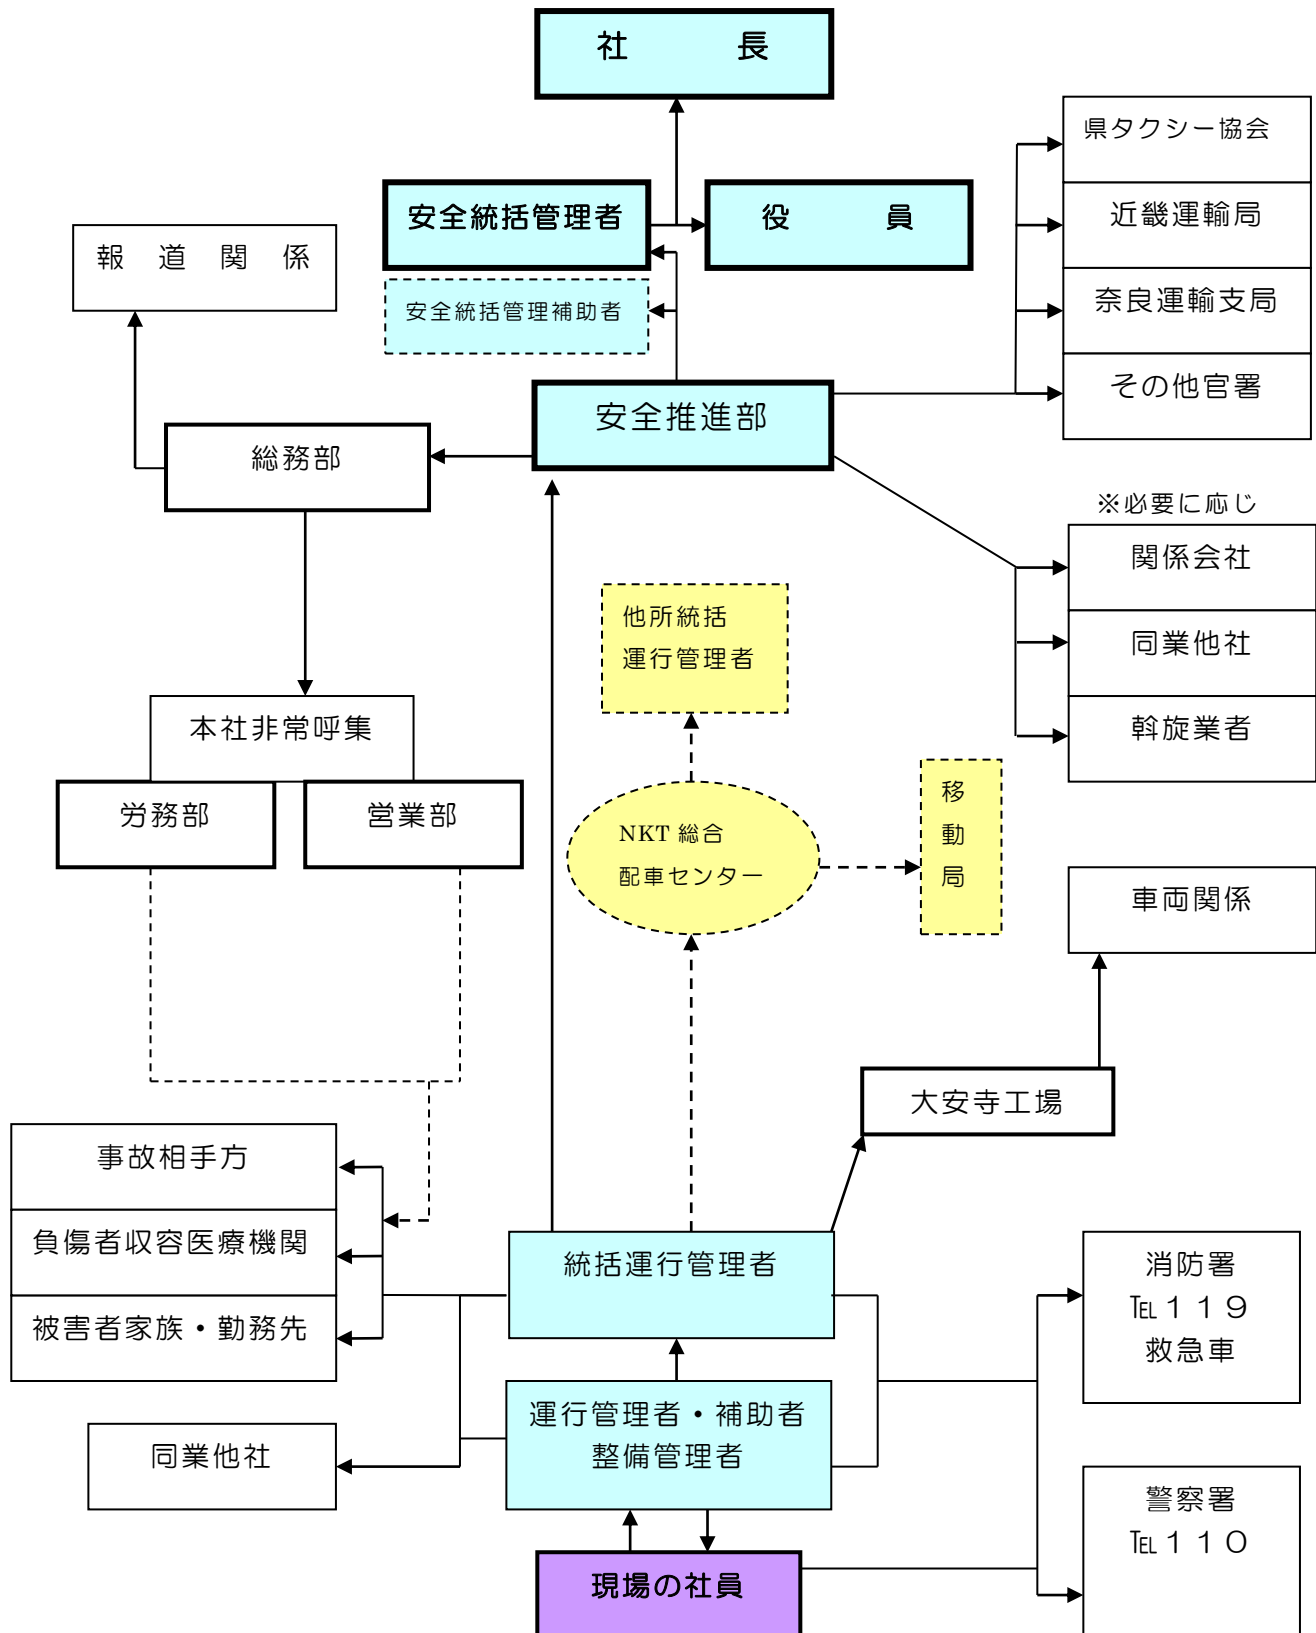 社　長
県タクシー協会
安全統括管理者
役　員
近畿運輸局
報 道 関 係
安全統括管理補助者
奈良運輸支局
その他官署
安全推進部
総務部
※必要に応じ
関係会社
他所統括
運行管理者
同業他社
本社非常呼集
斡旋業者
労務部
営業部
NKT 総合
配車センター
移
動
局
車両関係
大安寺工場
事故相手方
負傷者収容医療機関
被害者家族・勤務先
統括運行管理者
消防署
℡１１９
救急車
運行管理者・補助者
整備管理者
同業他社
警察署
℡１１０
現場の社員